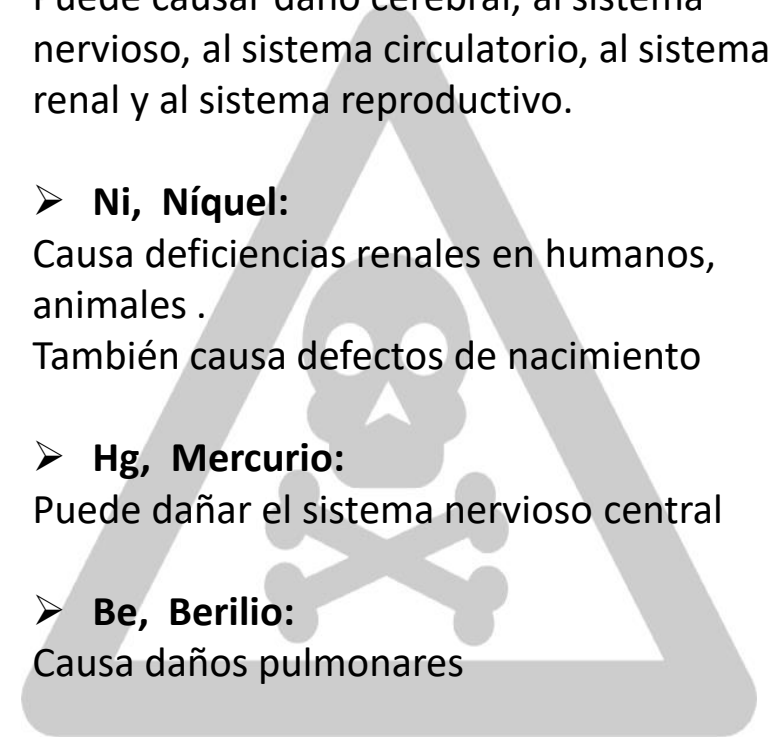 Puede causar daño cerebral, al sistema
nervioso, al sistema circulatorio, al sistema
renal y al sistema reproductivo.
➢ Ni, Níquel:
Causa deficiencias renales en humanos,
animales .
También causa defectos de nacimiento
➢ Hg, Mercurio:
Puede dañar el sistema nervioso central
➢ Be, Berilio:
Causa daños pulmonares